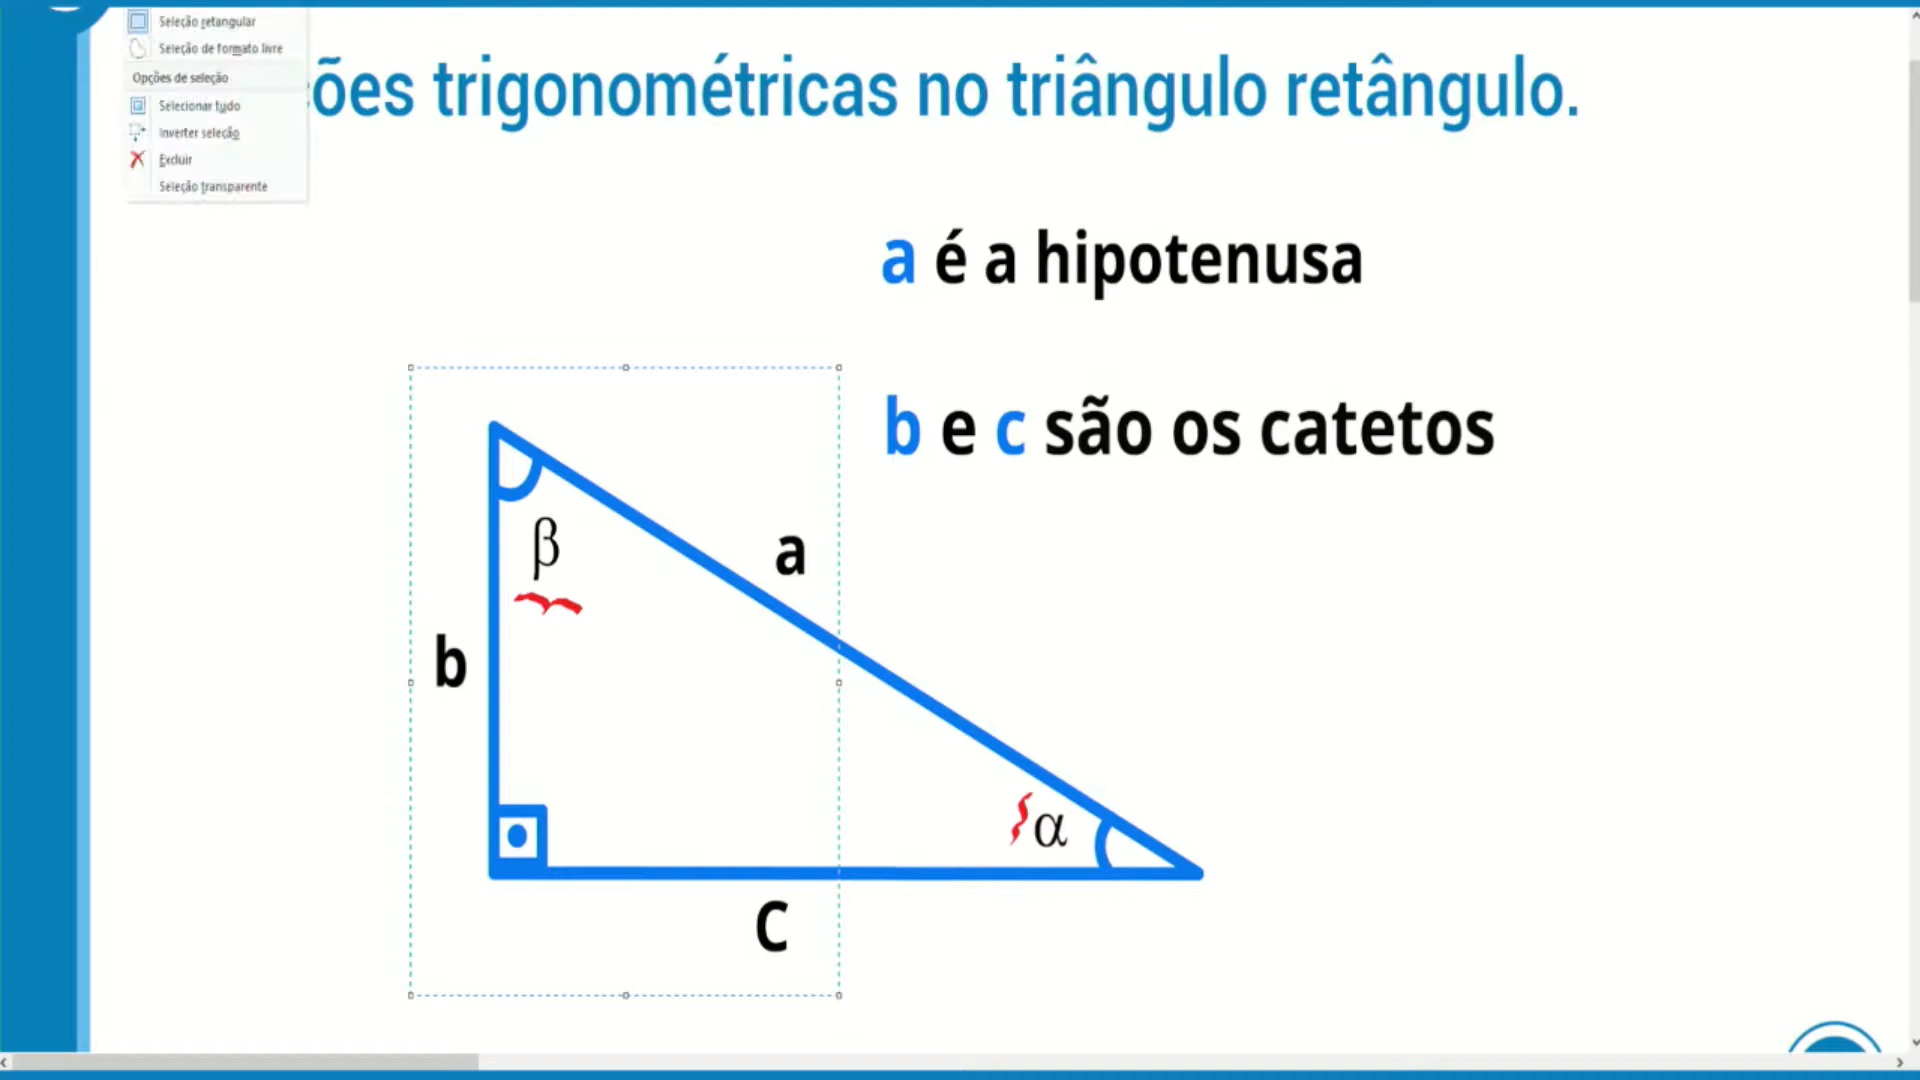 Seleção retangular
Seleção de formato livre
Opções de seleção
Selecionar tudo
Inverter seleção
Excluir
Seleção transparente
ões trigonométricas no triângulo retângulo.
a é a hipotenusa
b e c são os catetos
β
a
b
α
C